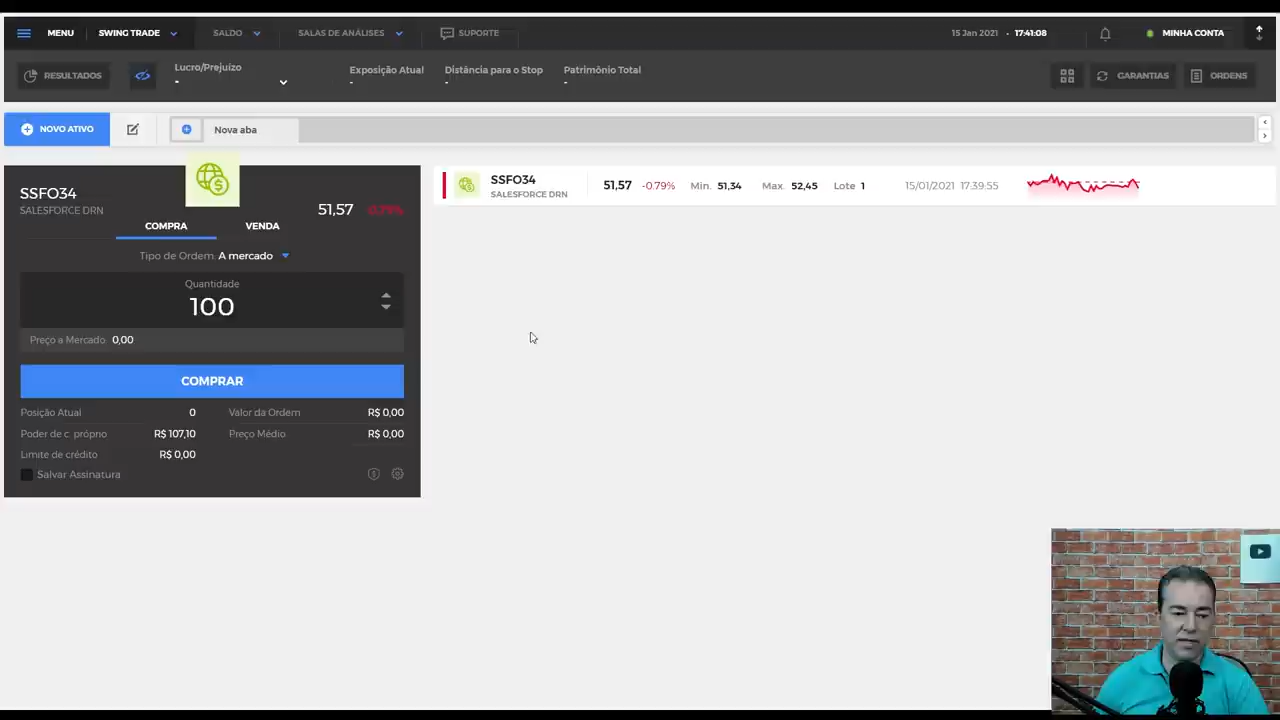 MENU SWING TRADE SALDO SALAS DE ANÁLISES SUPORTE 15 Jan 2021 - 17:41:08 MINHA CONTA
RESULTADOS Lucro/Prejuízo - Exposição Atual - Distância para o Stop - Patrimônio Total - GARANTIAS ORDENS
NOVO ATIVO Nova aba
SSFO34
SALESFORCE DRN
51,57 -0.79%
COMPRA VENDA
Tipo de Ordem: A mercado
Quantidade
100
Preço a Mercado: 0,00
COMPRAR
Posição Atual 0 Valor da Ordem R$ 0,00
Poder de c. próprio R$ 107,10 Preço Médio R$ 0,00
Limite de crédito R$ 0,00
Salvar Assinatura
SSFO34
SALESFORCE DRN
51,57 -0.79% Min. 51,34 Max. 52,45 Lote 1 15/01/2021 17:39:55